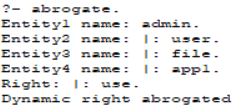 ?- abrogate.
Entity1 name: admin.
Entity2 name: |: user.
Entity3 name: |: file.
Entity4 name: |: appl.
Right: |: use.
Dynamic right abrogated